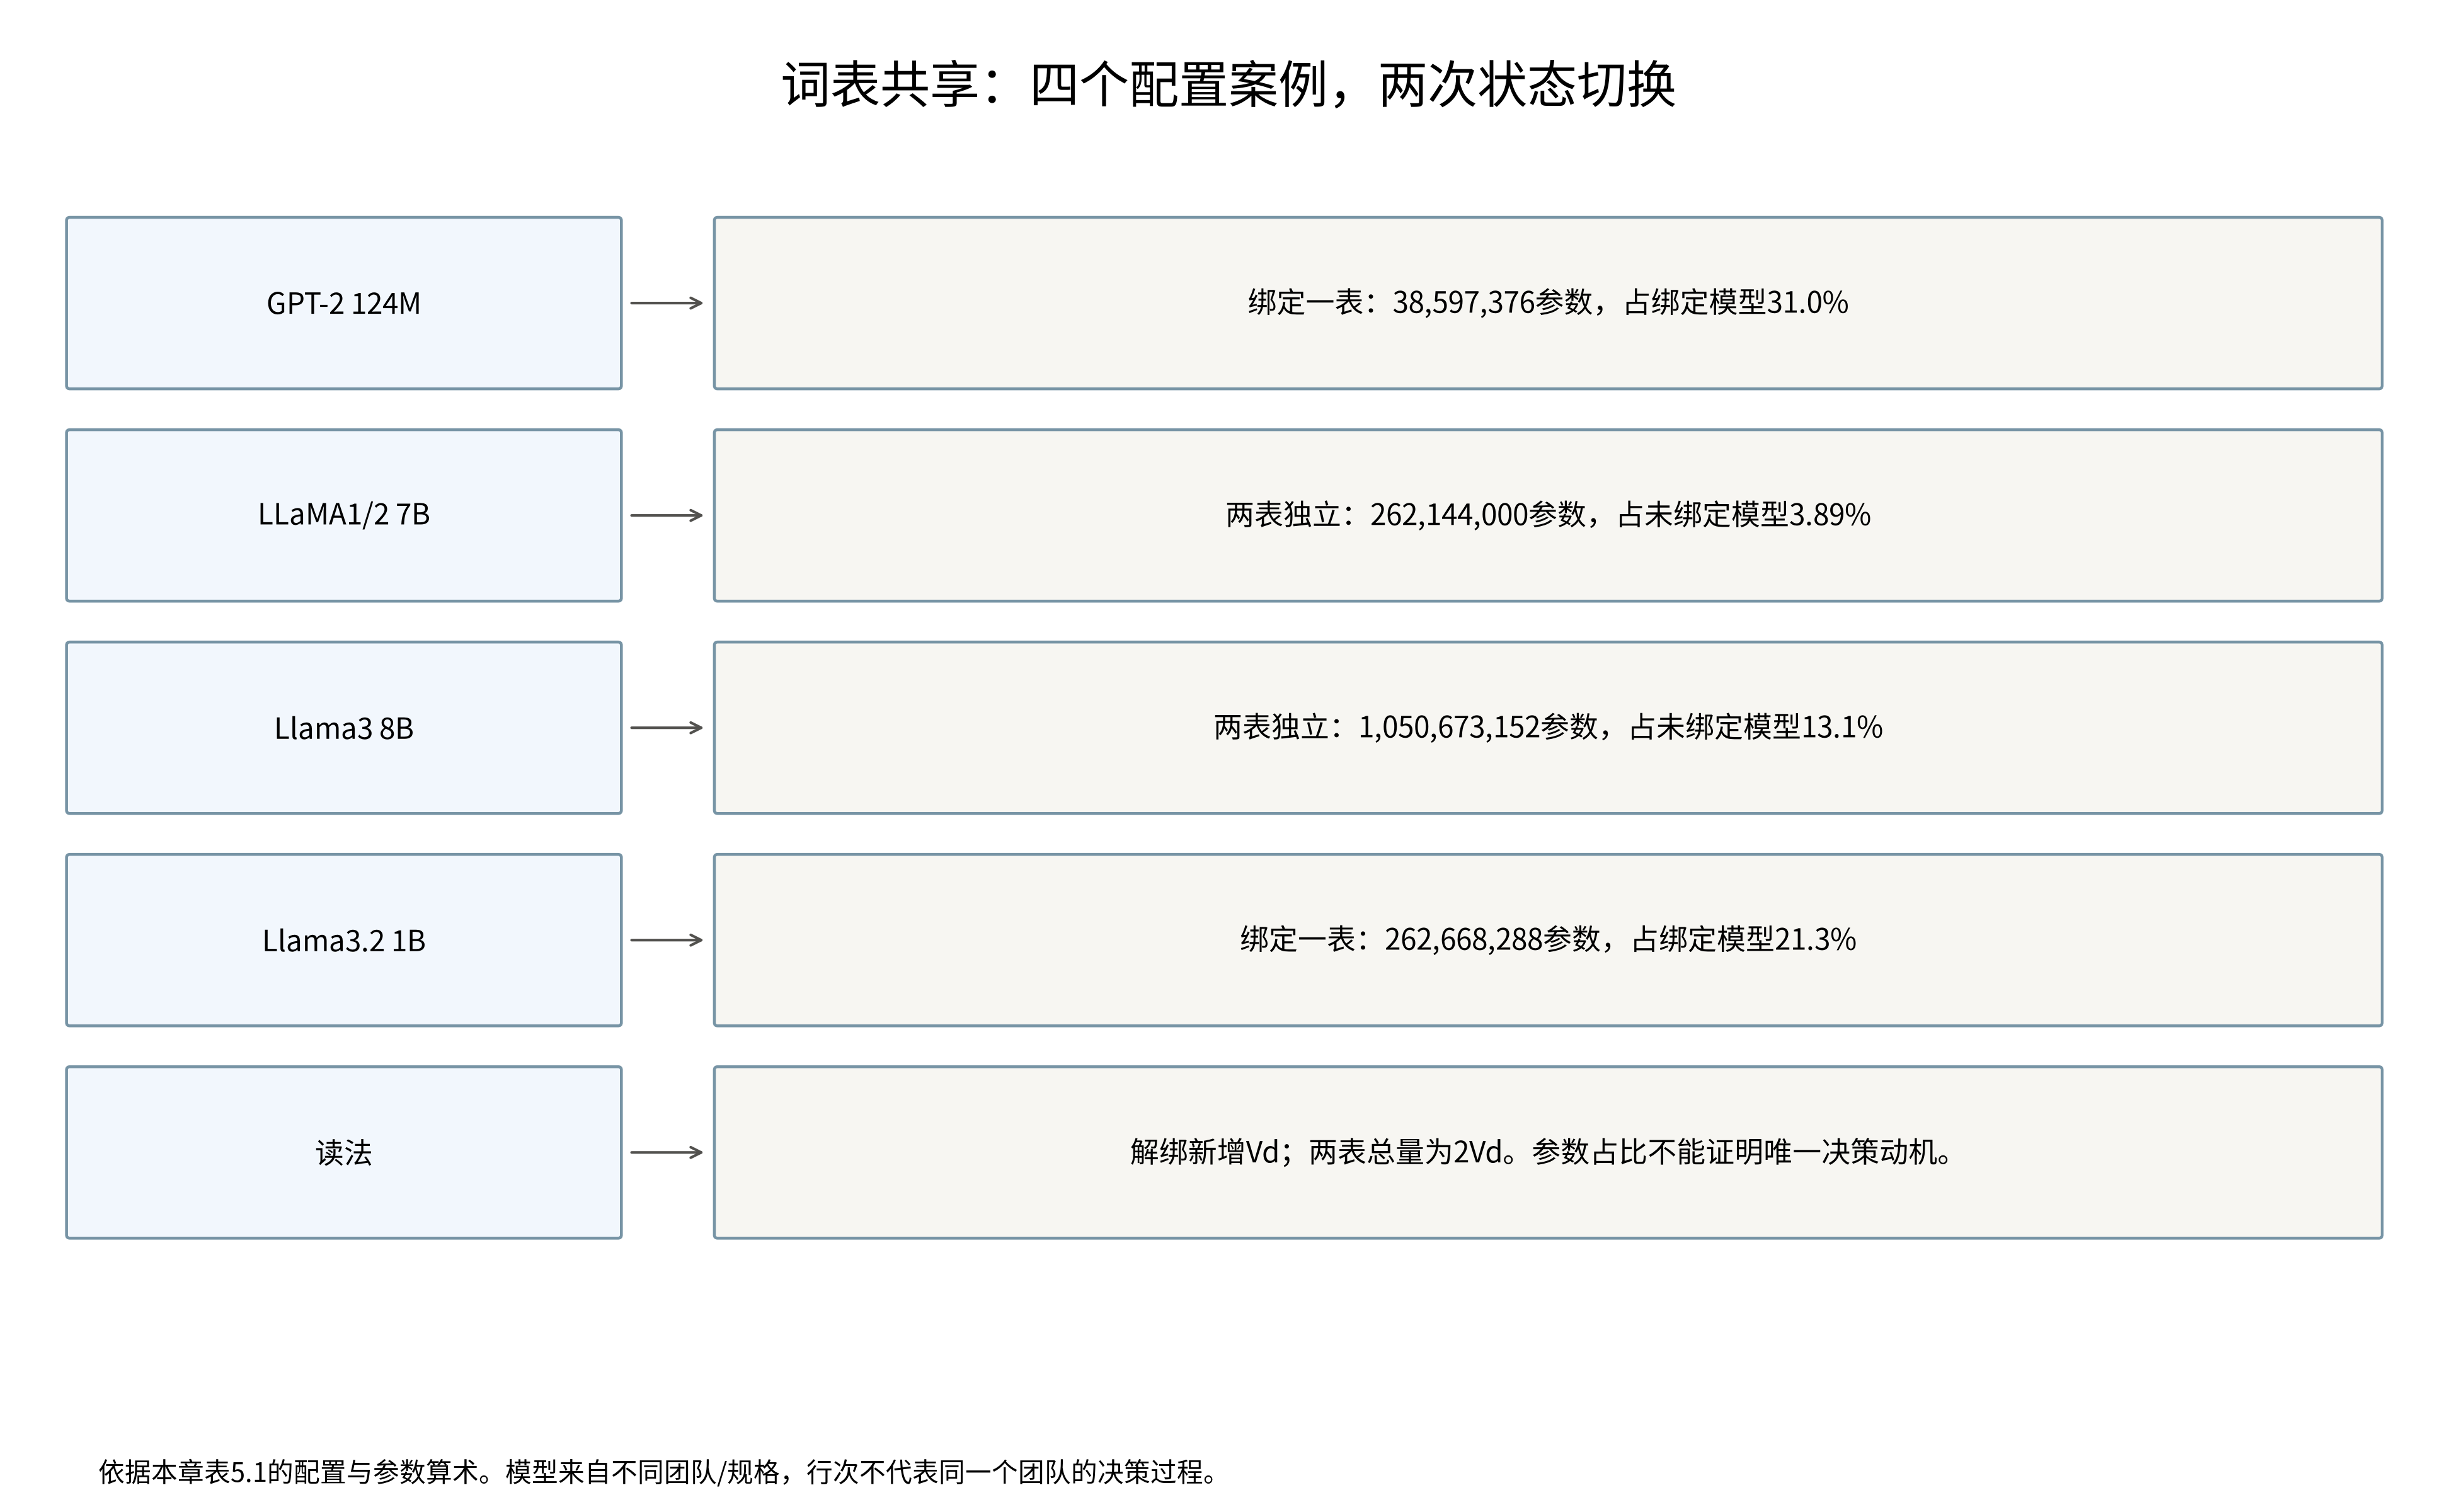 词表共享：四个配置案例，两次状态切换
GPT-2 124M
绑定一表：38,597,376参数，占绑定模型31.0%
LLaMA1/2 7B
两表独立：262,144,000参数，占未绑定模型3.89%
Llama3 8B
两表独立：1,050,673,152参数，占未绑定模型13.1%
Llama3.2 1B
绑定一表：262,668,288参数，占绑定模型21.3%
读法
解绑新增Vd；两表总量为2Vd。参数占比不能证明唯一决策动机。
依据本章表5.1的配置与参数算术。模型来自不同团队/规格，行次不代表同一个团队的决策过程。